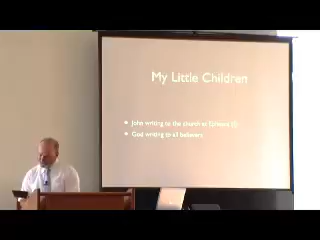 My Little Children
John writing to the church at Ephesus
God writing to all believers